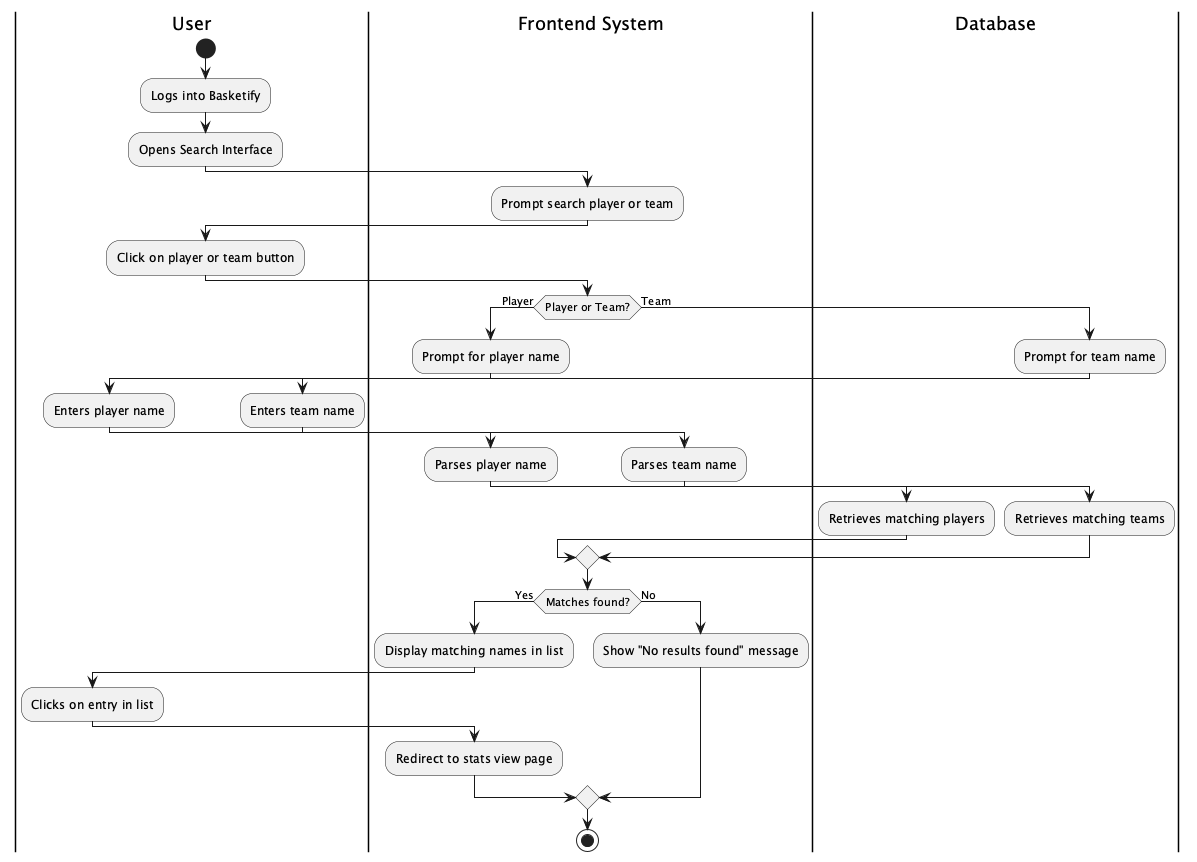 User
Frontend System
Database
Logs into Basketify
Opens Search Interface
Prompt search player or team
Click on player or team button
Player
Player or Team?
Team
Prompt for player name
Prompt for team name
Enters player name
Enters team name
Parses player name
Parses team name
Retrieves matching players
Retrieves matching teams
Yes
Matches found?
No
Display matching names in list
Show "No results found" message
Clicks on entry in list
Redirect to stats view page